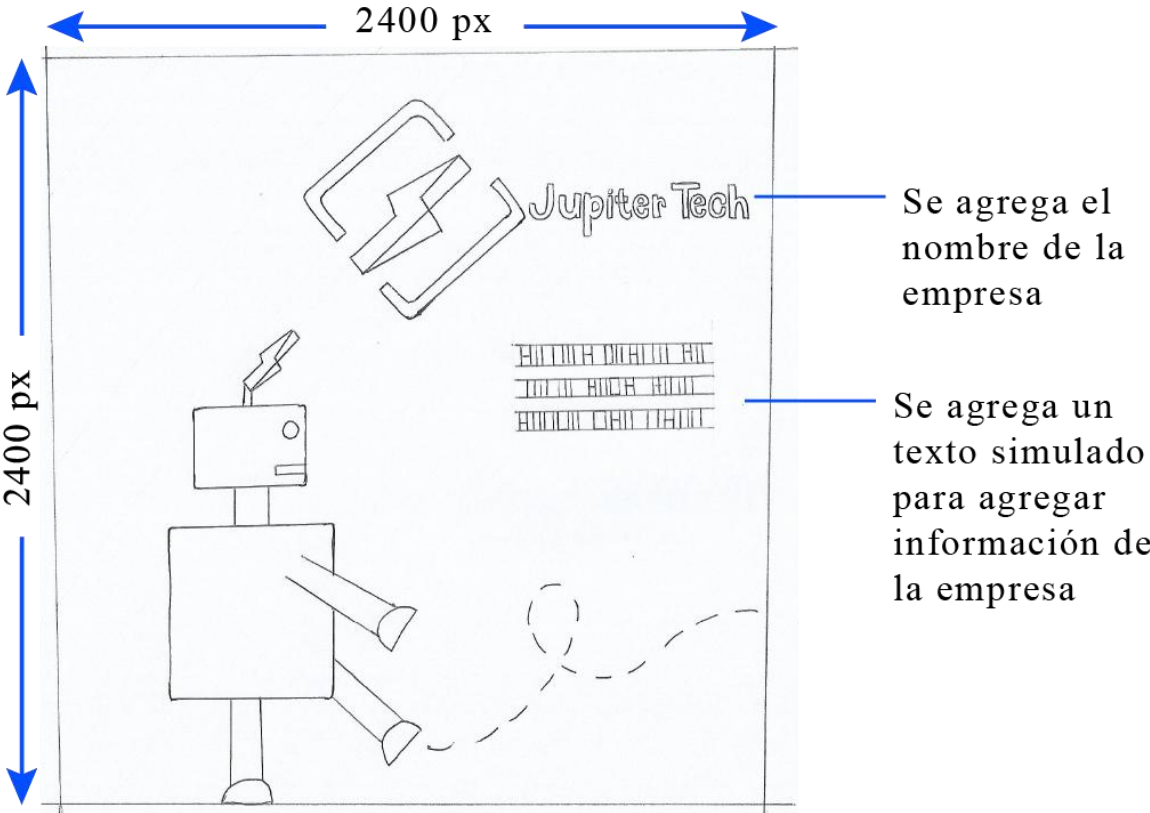 2400 px
Jupiter Tech
Se agrega el
nombre de la
empresa
2400 px
Se agrega un
texto simulado
para agregar
información de
la empresa